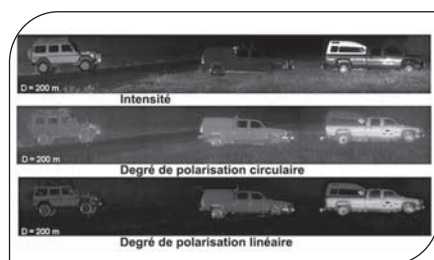 D = 200 m
Intensité
D = 200 m
Degré de polarisation circulaire
D = 200 m
Degré de polarisation linéaire